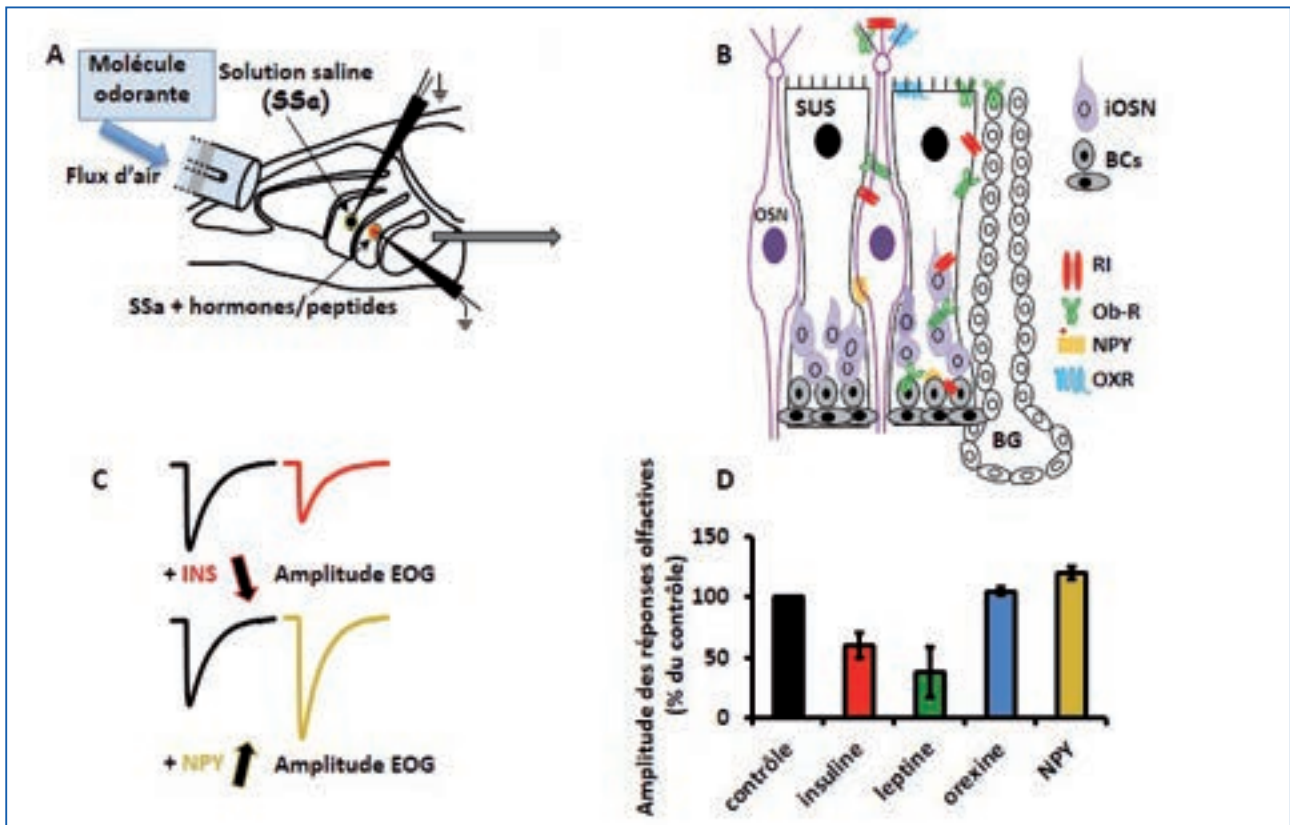 A
Molécule
odorante
Solution saline
(SSa)
Flux d'air
SSa + hormones/peptides
B
SUS
OSN
BG
iOSN
BCs
RI
Ob-R
NPY
OXR
C
+ INS
Amplitude EOG
+ NPY
Amplitude EOG
D
Amplitude des réponses olfactives
(% du contrôle)
150
100
50
0
contrôle
insuline
leptine
orexine
NPY